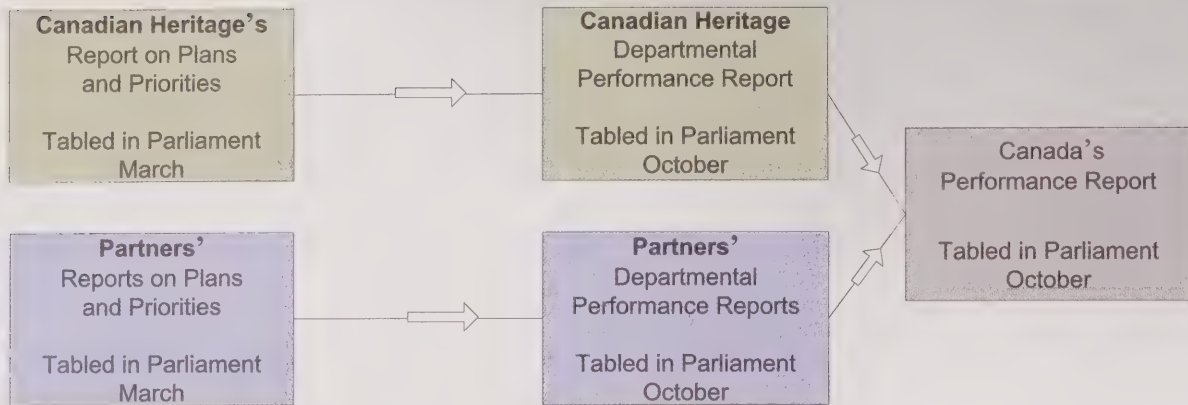 Canadian Heritage's
Report on Plans
and Priorities
Tabled in Parliament
March
Canadian Heritage
Departmental
Performance Report
Tabled in Parliament
October
Partners'
Reports on Plans
and Priorities
Tabled in Parliament
March
Partners'
Departmental
Performance Reports
Tabled in Parliament
October
Canada's
Performance Report
Tabled in Parliament
October